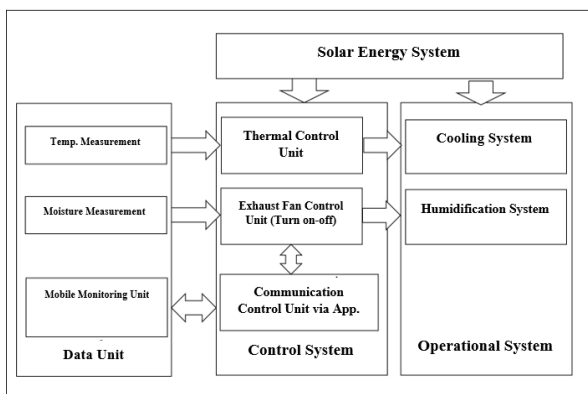 Solar Energy System
Temp. Measurement
Moisture Measurement
Mobile Monitoring Unit
Data Unit
Thermal Control
Unit
Exhaust Fan Control
Unit (Turn on-off)
Communication
Control Unit via App.
Control System
Cooling System
Humidification System
Operational System